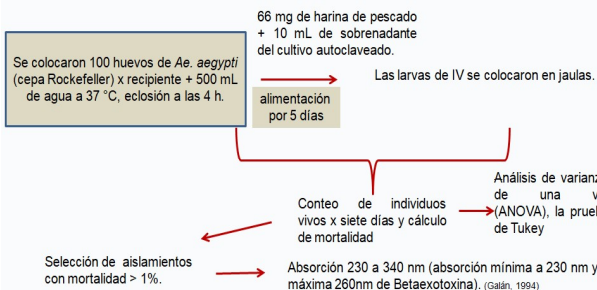 66 mg de harina de pescado
+ 10 mL de sobrenadante
del cultivo autoclaveado.
Se colocaron 100 huevos de Ae. aegypti
(cepa Rockefeller) x recipiente + 500 mL
de agua a 37 °C, eclosión a las 4 h.
alimentación
por 5 días
Las larvas de IV se colocaron en jaulas.
Conteo de individuos
vivos x siete días y cálculo
de mortalidad
Análisis de varianz
de una v
(ANOVA), la prue
de Tukey
Selección de aislamientos
con mortalidad > 1%.
Absorción 230 a 340 nm (absorción mínima a 230 nm y
máxima 260nm de Betaexotoxina). (Galán, 1994)